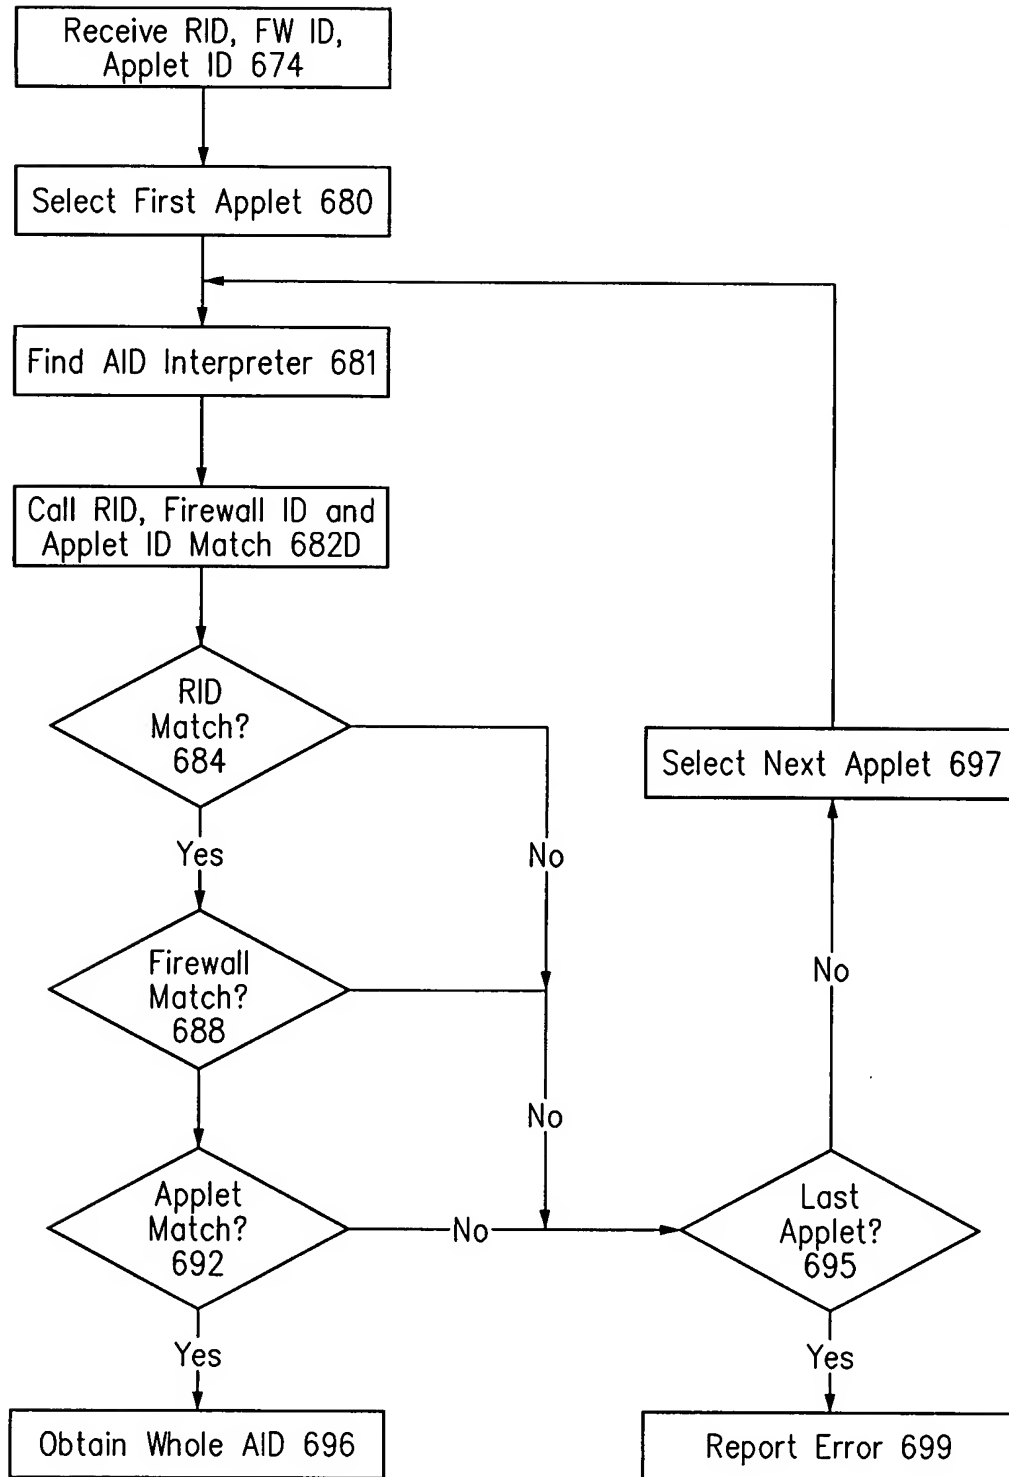 Receive RID, FW ID,
Applet ID 674
Select First Applet 680
Find AID Interpreter 681
Call RID, Firewall ID and
Applet ID Match 682D
RID
Match?
684
Select Next Applet 697
Yes
No
Firewall
Match?
688
No
No
Applet
Match?
692
No
Last
Applet?
695
Yes
Yes
Obtain Whole AID 696
Report Error 699